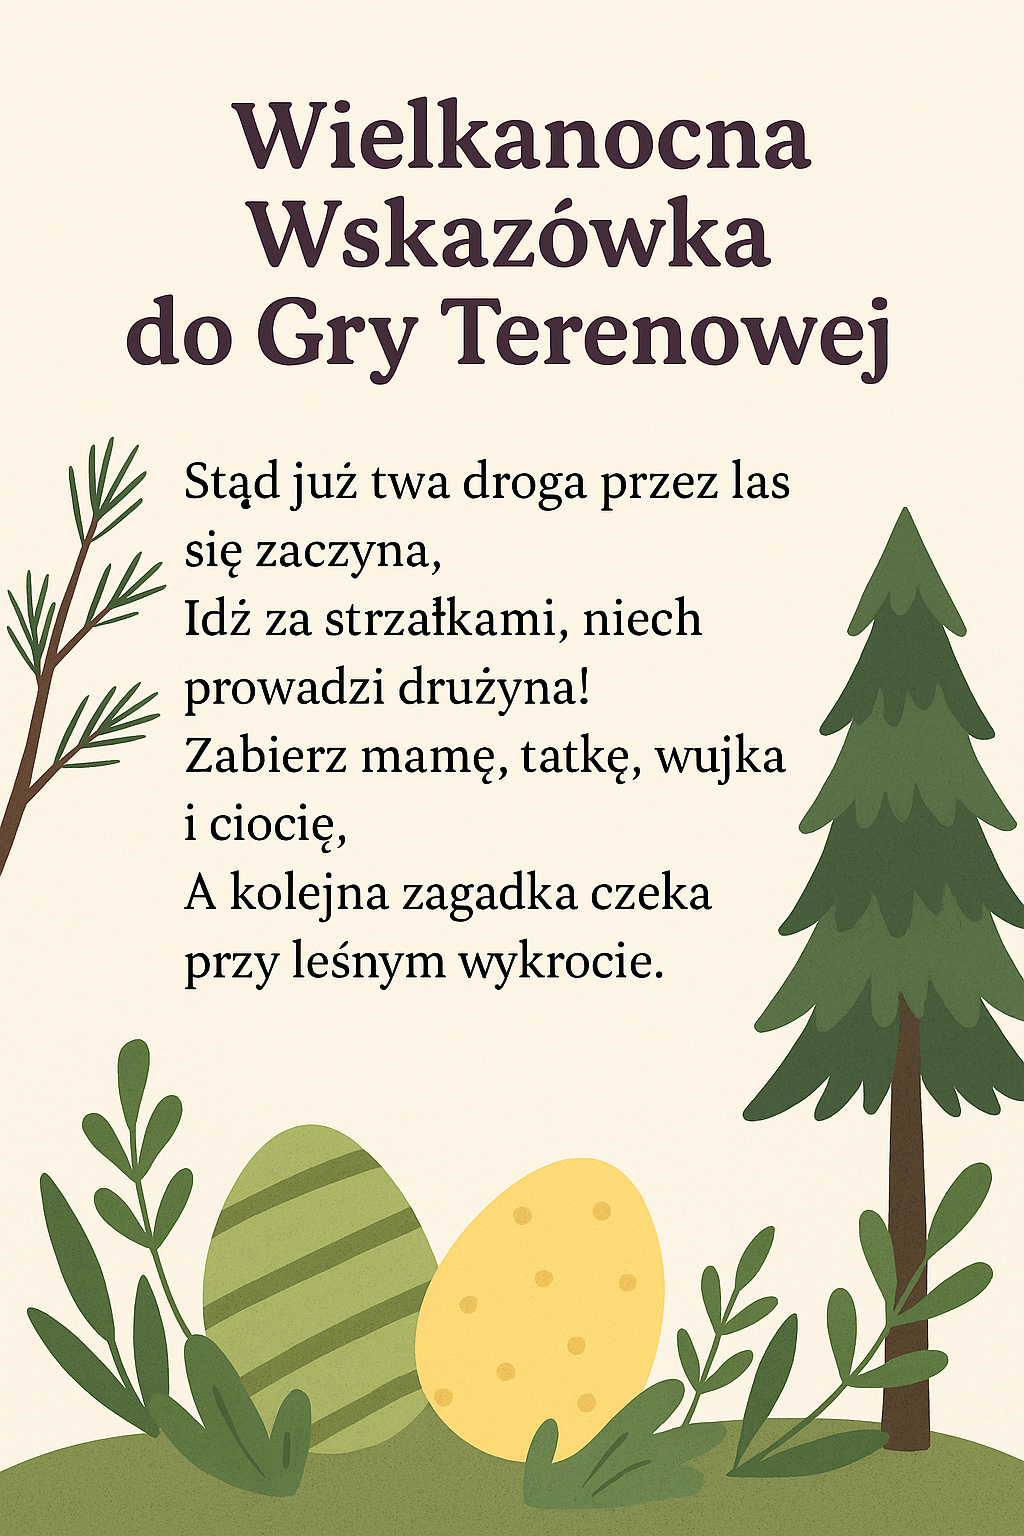 Wielkanocna
Wskazówka
do Gry Terenowej
Stąd już twa droga przez las
się zaczyna,
Idż za strzałkami, niech
prowadzi drużyna!
Zabierz mamę, tatkę, wujka
i ciocię,
A kolejna zagadka czeka
przy leśnym wykrocie.